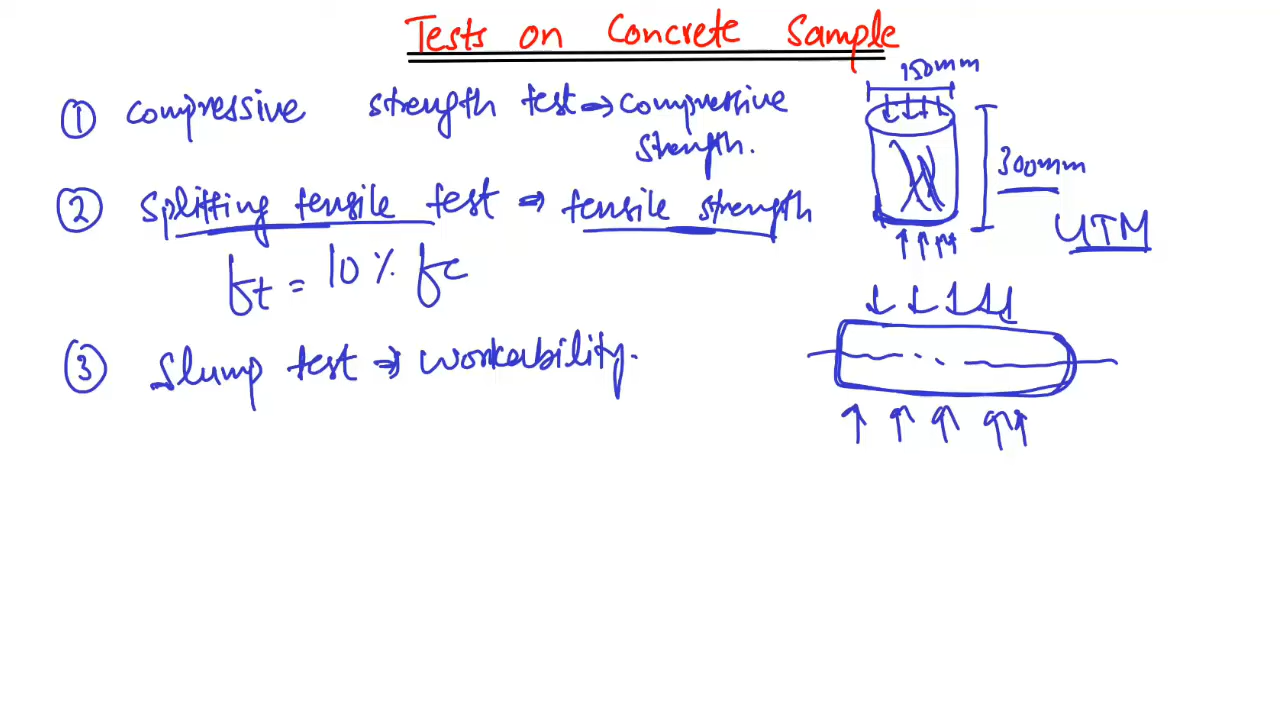 Tests on Concrete Sample
① compressive strength test → compressive strength.
150mm
300mm
② Splitting tensile test → tensile strength
UTM
ft = 10 % fc
③ Slump test → workability.